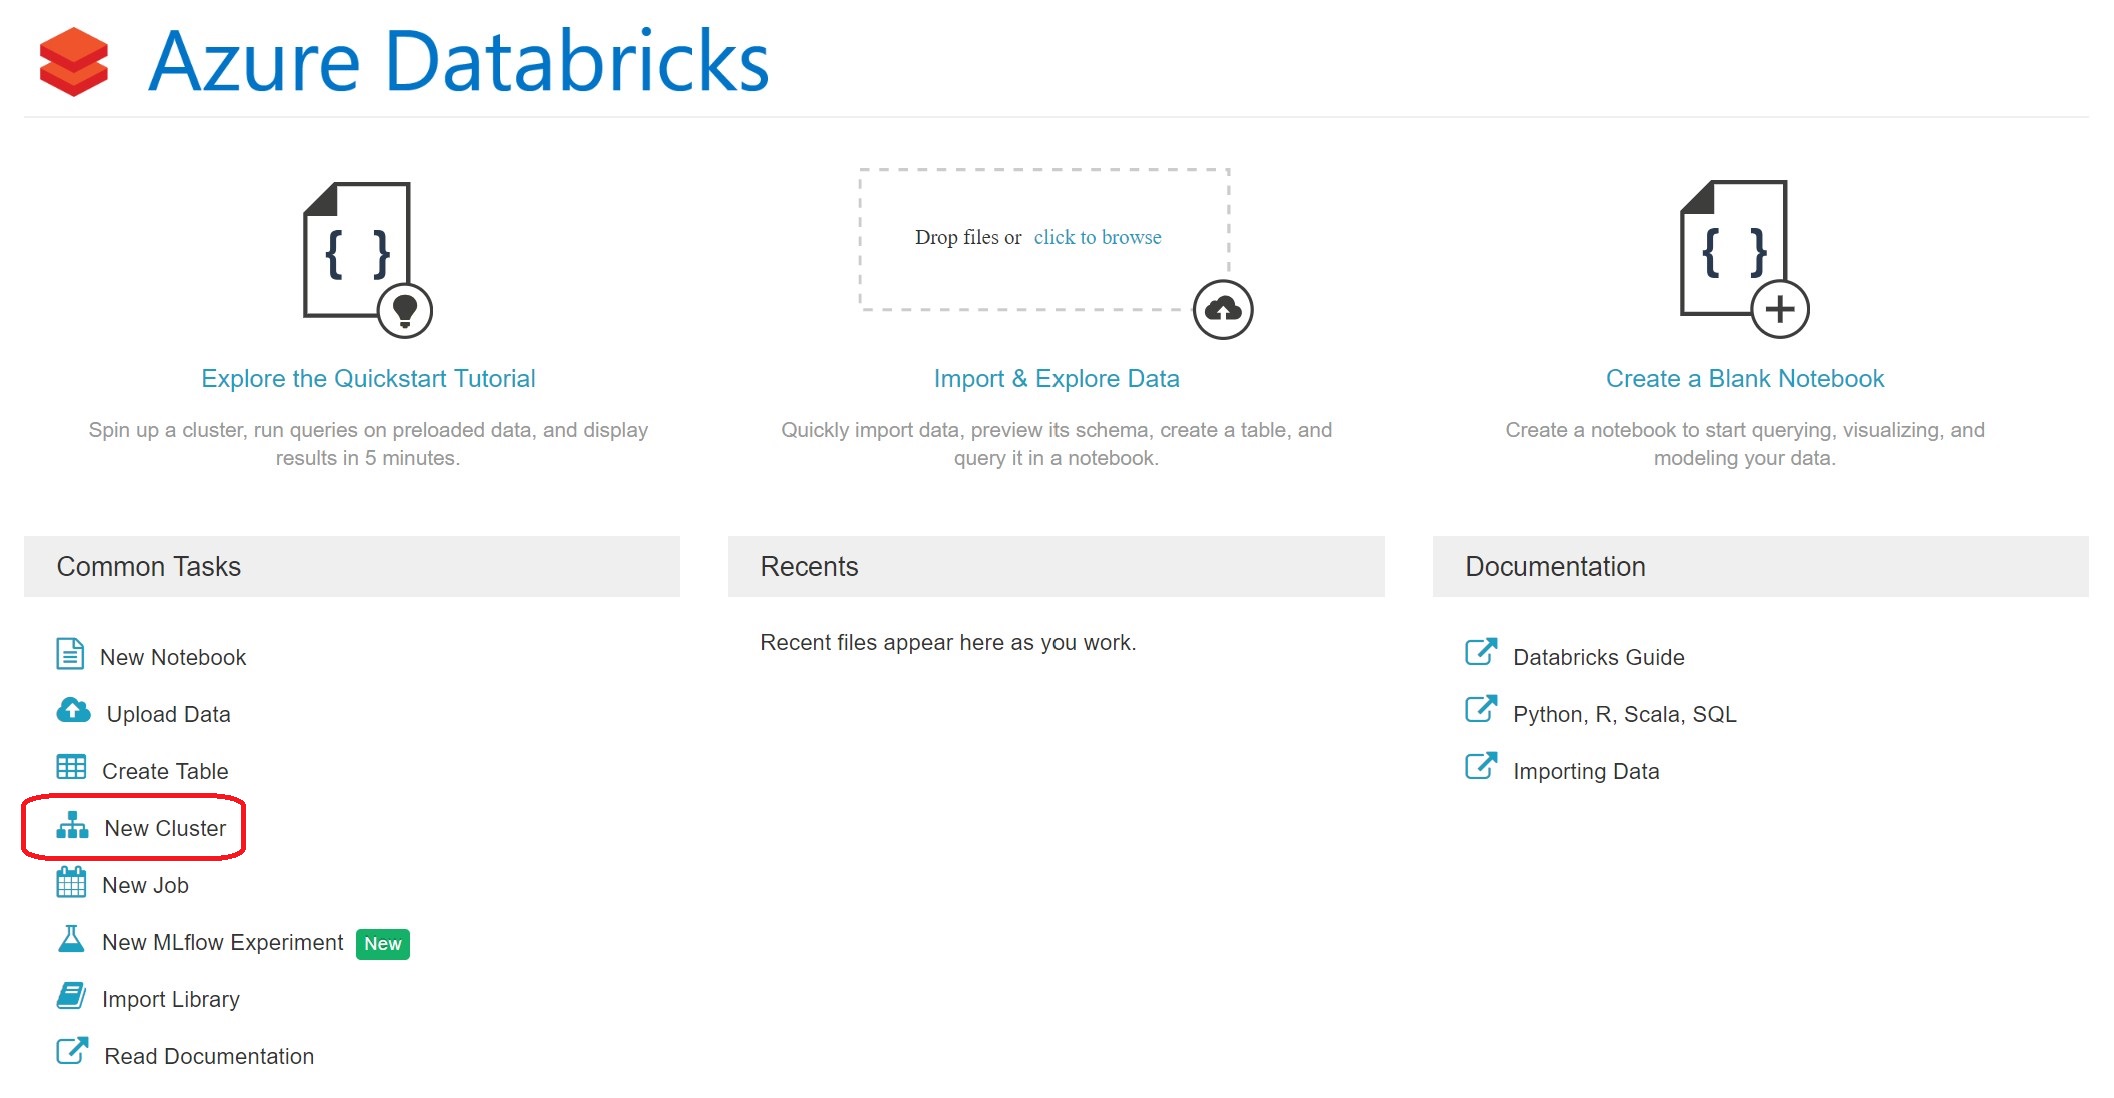 Azure Databricks
{ }
Explore the Quickstart Tutorial
Spin up a cluster, run queries on preloaded data, and display
results in 5 minutes.
Drop files or click to browse
Import & Explore Data
Quickly import data, preview its schema, create a table, and
query it in a notebook.
{ }
Create a Blank Notebook
Create a notebook to start querying, visualizing, and
modeling your data.
Common Tasks
New Notebook
Upload Data
Create Table
New Cluster
New Job
New MLflow Experiment New
Import Library
Read Documentation
Recents
Recent files appear here as you work.
Documentation
Databricks Guide
Python, R, Scala, SQL
Importing Data